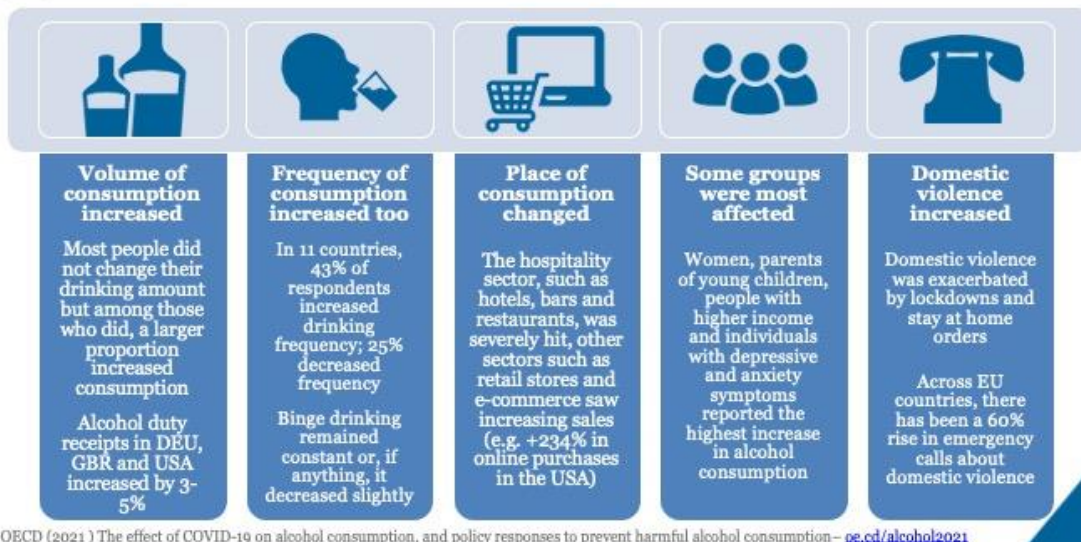 Volume of
consumption
increased
Most people did
not change their
drinking amount
but among those
who did, a larger
proportion
increased
consumption
Alcohol duty
receipts in DEU,
GBR and USA
increased by 3-
5%
Frequency of
consumption
increased too
In 11 countries,
43% of
respondents
increased
drinking
frequency; 25%
decreased
frequency
Binge drinking
remained
constant or, if
anything, it
decreased slightly
Place of
consumption
changed
The hospitality
sector, such as
hotels, bars and
restaurants, was
severely hit, other
sectors such as
retail stores and
e-commerce saw
increasing sales
(e.g. +234% in
online purchases
in the USA)
Some groups
were most
affected
Women, parents
of young children,
people with
higher income
and individuals
with depressive
and anxiety
symptoms
reported the
highest increase
in alcohol
consumption
Domestic
violence
increased
Domestic violence
was exacerbated
by lockdowns and
stay at home
orders
Across EU
countries, there
has been a 60%
rise in emergency
calls about
domestic violence
OECD (2021 ) The effect of COVID-19 on alcohol consumption, and policy responses to prevent harmful alcohol consumption– oe.cd/alcohol2021